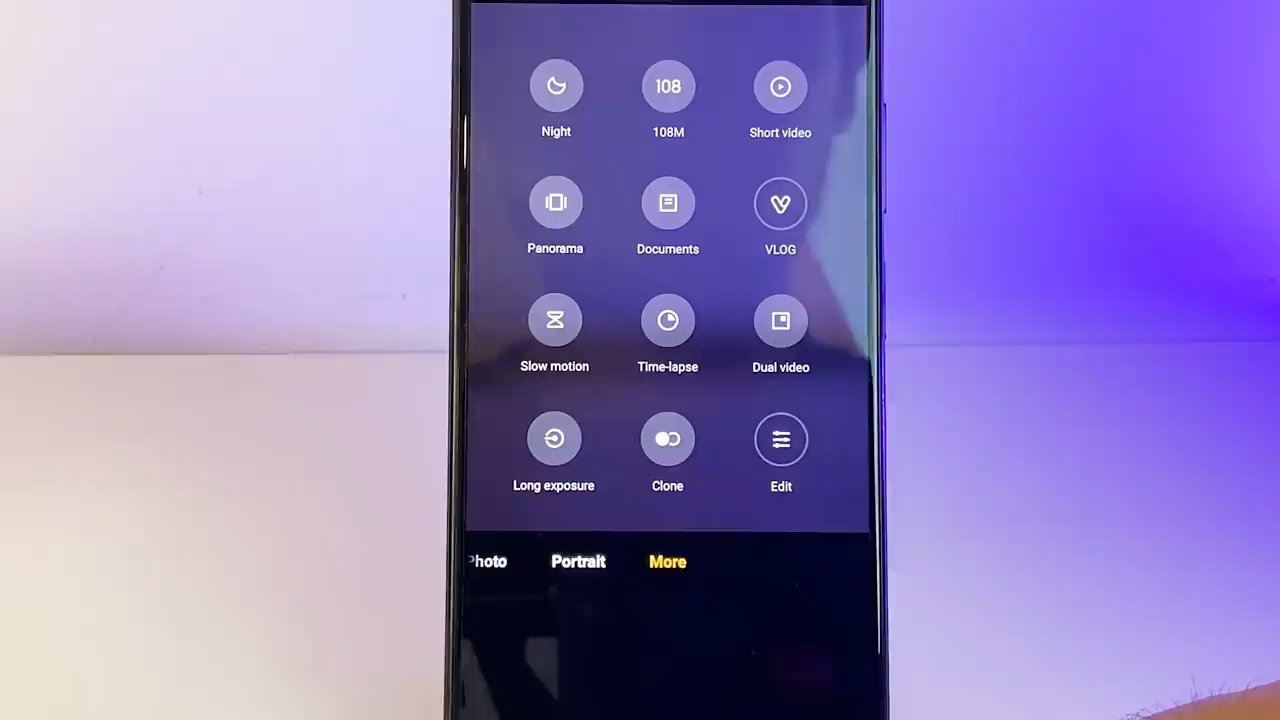 108
Night
108M
Short video
Panorama
Documents
VLOG
Slow motion
Time-lapse
Dual video
Long exposure
Clone
Edit
Photo
Portrait
More